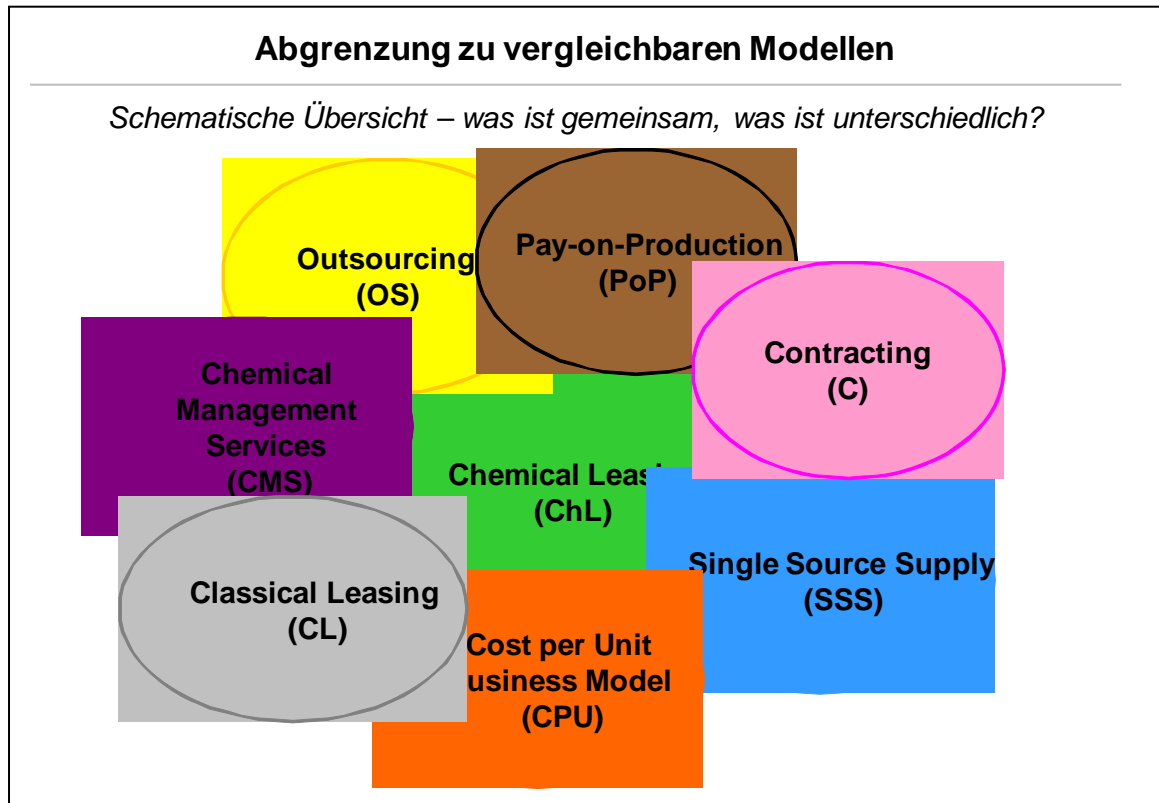 Abgrenzung zu vergleichbaren Modellen
Schematische Übersicht – was ist gemeinsam, was ist unterschiedlich?
Outsourcing
(OS)
Pay-on-Production
(PoP)
Contracting
(C)
Chemical
Management
Services
(CMS)
Chemical Leasi
(ChL)
Single Source Supply
(SSS)
Classical Leasing
(CL)
Cost per Unit
usiness Model
(CPU)